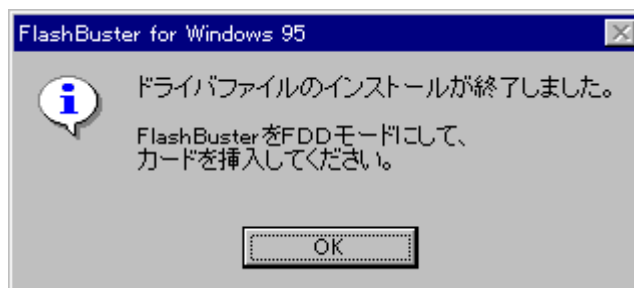 FlashBuster for Windows 95
ドライバファイルのインストールが終了しました。
FlashBusterをFDDモードにして、
カードを挿入してください。
OK